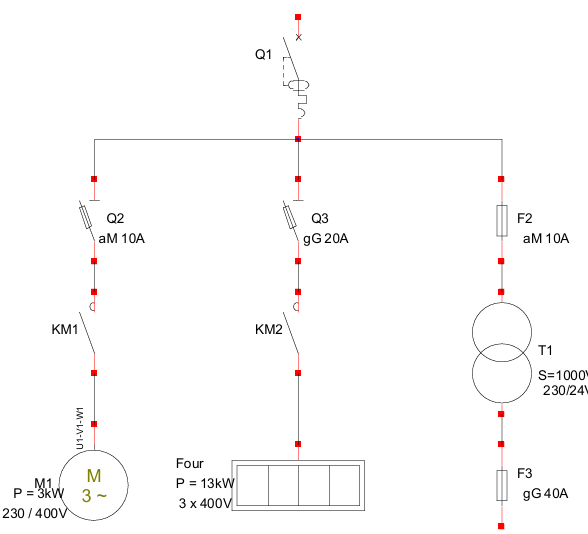 Q1
Q2
aM 10A
Q3
gG 20A
F2
aM 10A
KM1
KM2
T1
S=1000V
230/24V
U1-V1-W1
M1
P = 3kW
230 / 400V
M
3 ~
Four
P = 13kW
3 x 400V
F3
gG 40A